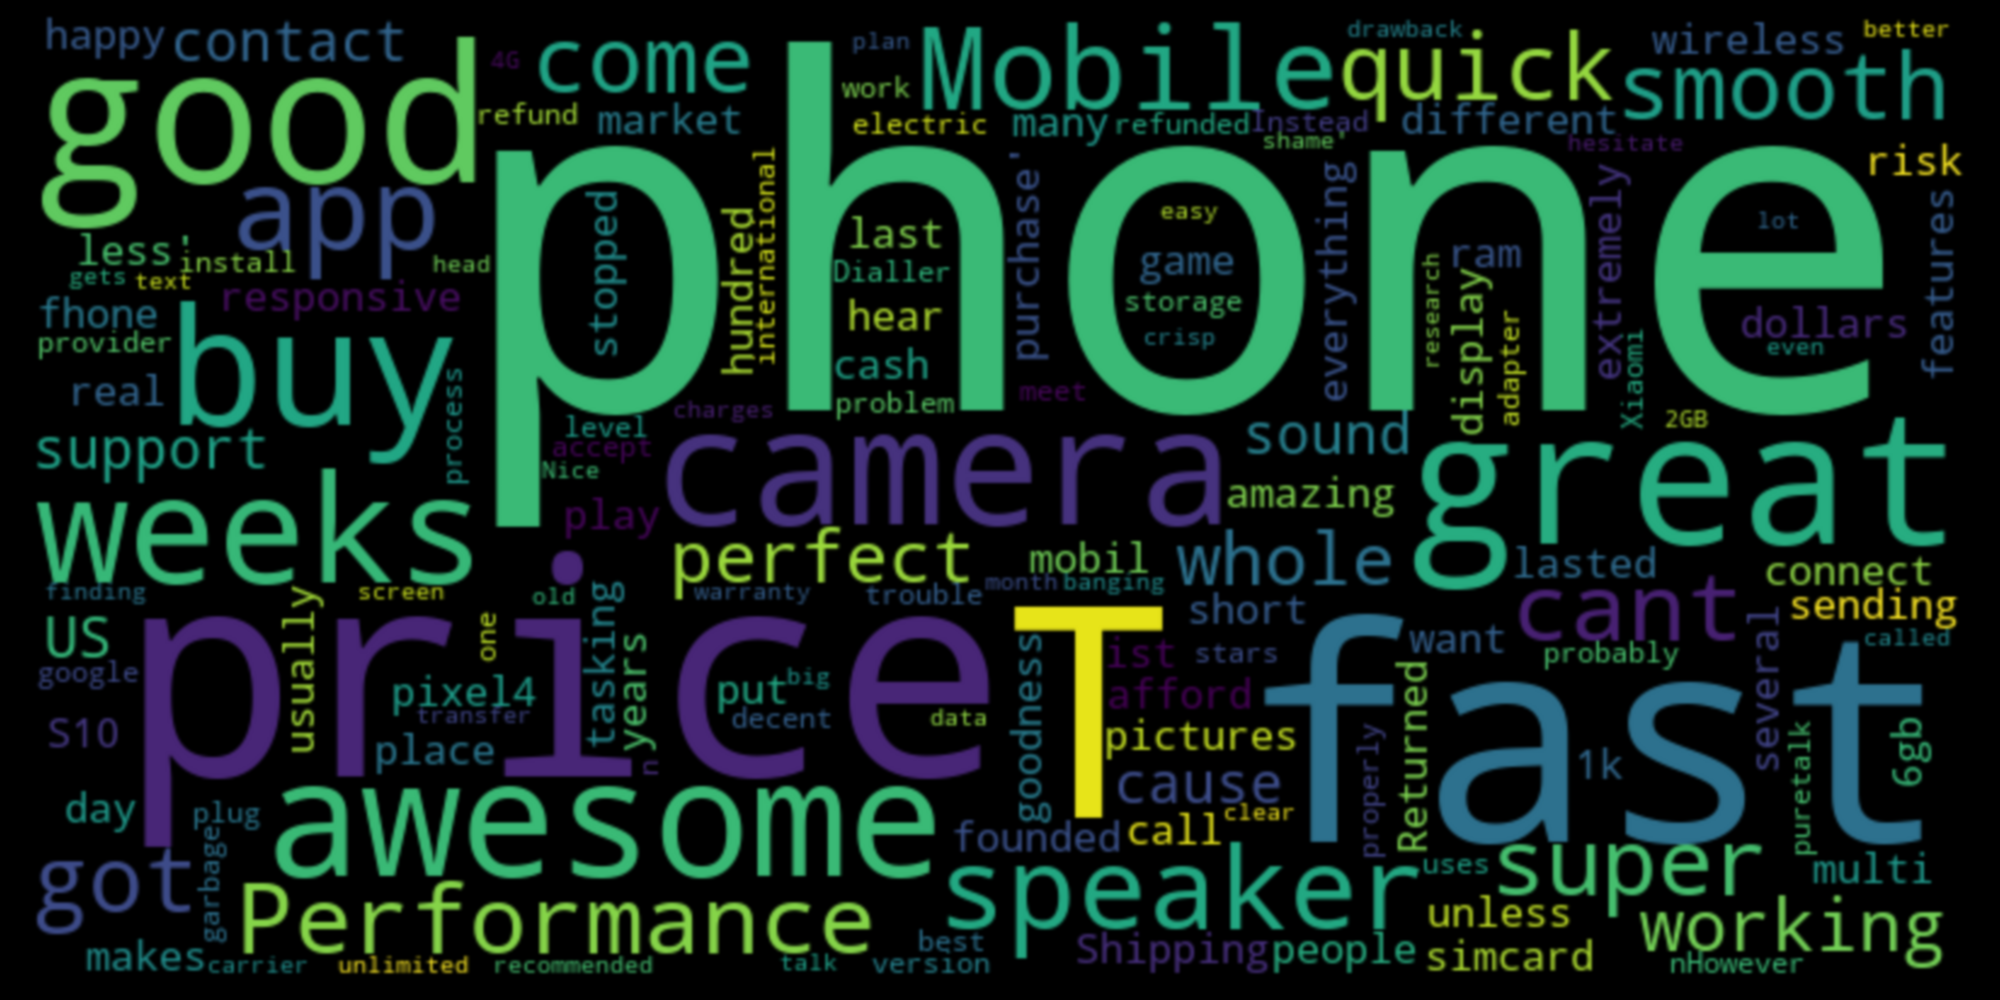 happy contact 4G come plan Mobile quick drawback wireless better
good refund market work electric many refunded Instead different smooth
shame' hesitate risk
app phone
less' install head stopped hundred international last purchase' easy everything extremely lot features
gets text Dialler game ram
responsive hear storage research display dollars
fhone provider crisp adapter Xiaomi even
buy cash
real process charges problem meet 2GB
support level accept camera sound great
Nice
weeks play amazing
perfect mobil whole lasted connect
finding screen old warranty trouble month banging short cant sending
US usually one tasking years price T goodness ist stars want fast probably several called
google pixel4 put big afford Returned
S10 transfer decent data pictures properly 1k puretalk 6gb
place n
day plug awesome cause clear
garbage founded call
got speaker uses super multi
Performance unless working
makes carrier unlimited recommended talk best version Shipping people simcard nHowever